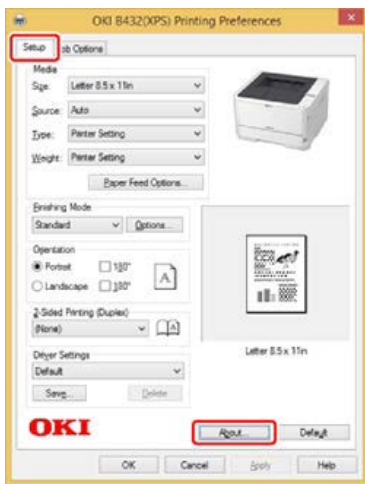 OKI B432(XPS) Printing Preferences
Setup Job Options
Media
Size: Letter 8.5 x 11in
Source: Auto
Type: Printer Setting
Weight: Printer Setting
Paper Feed Options...
Finishing Mode
Standard Options...
Orientation
Portrait 180°
Landscape 180°
A
2-Sided Printing (Duplex)
(None)
A
Letter 8.5 x 11in
Driver Settings
Default
Save... Delete
OKI
About... Default
OK Cancel Apply Help